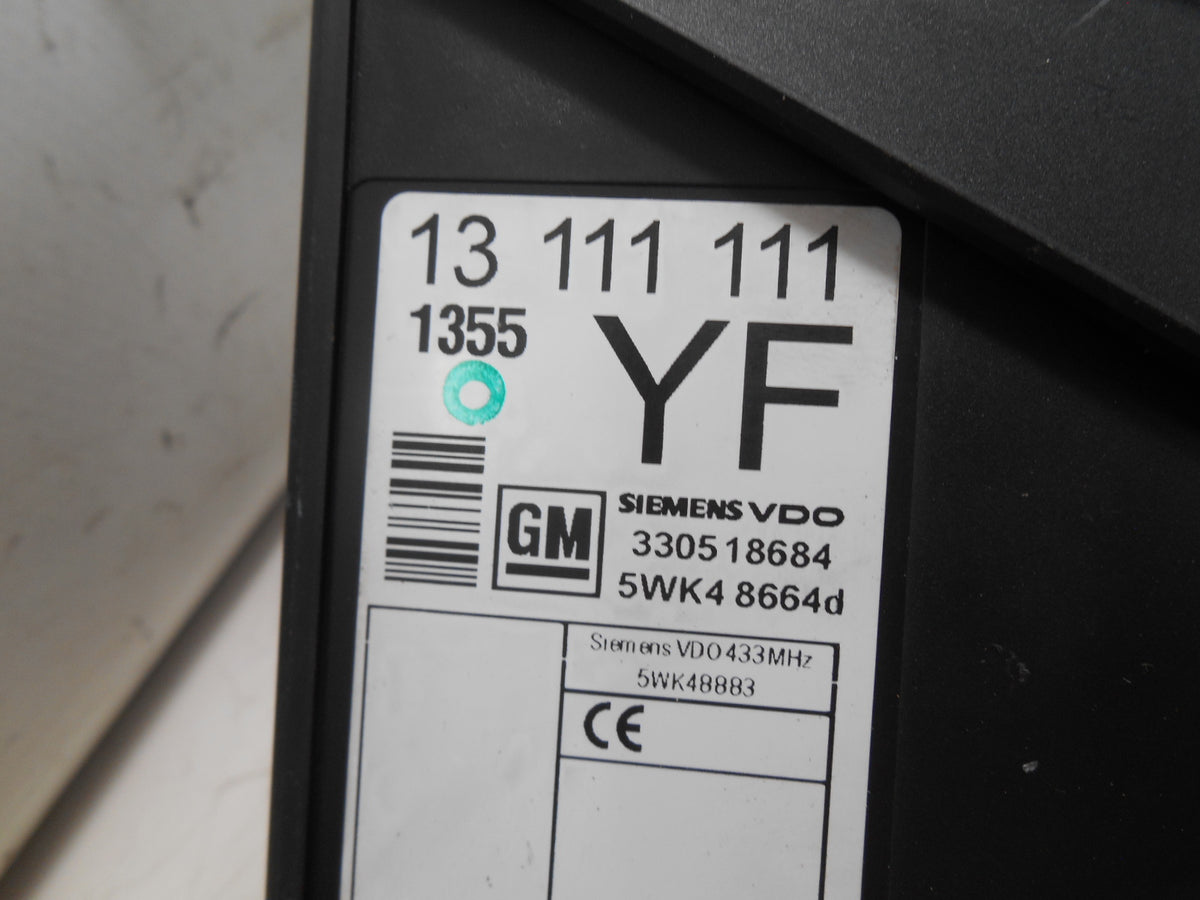 13 111 111
1355
YF
GM
SIEMENS VDO
330518684
5WK4 8664d
Siemens VDO 433MHz
5WK48883
CE